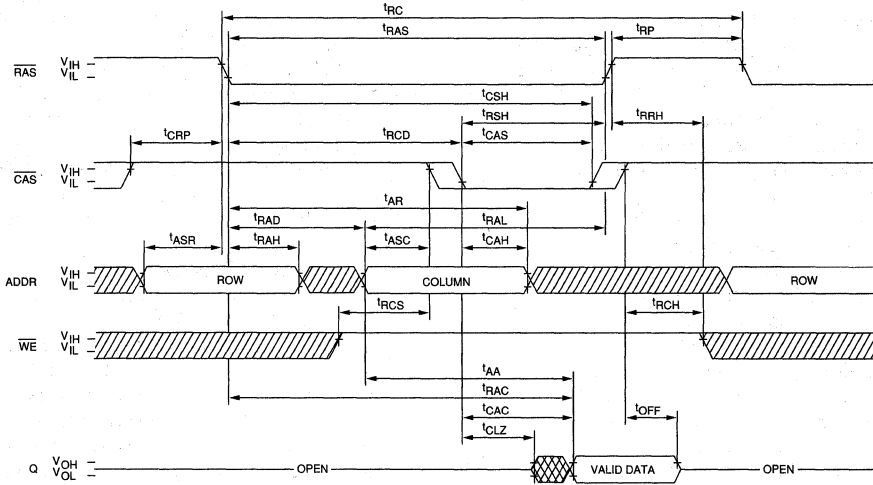 tRC
tRAS
tRP
RAS
VIH
VIL
tCSH
tRSH
tRRH
tCRP
tRCD
tCAS
CAS
VIH
VIL
tAR
tRAD
tRAL
tASR
tRAH
tASC
tCAH
ADDR
VIH
VIL
ROW
COLUMN
ROW
tRCS
tRCH
WE
VIH
VIL
tAA
tRAC
tCAC
tOFF
tCLZ
Q
VOH
VOL
OPEN
VALID DATA
OPEN